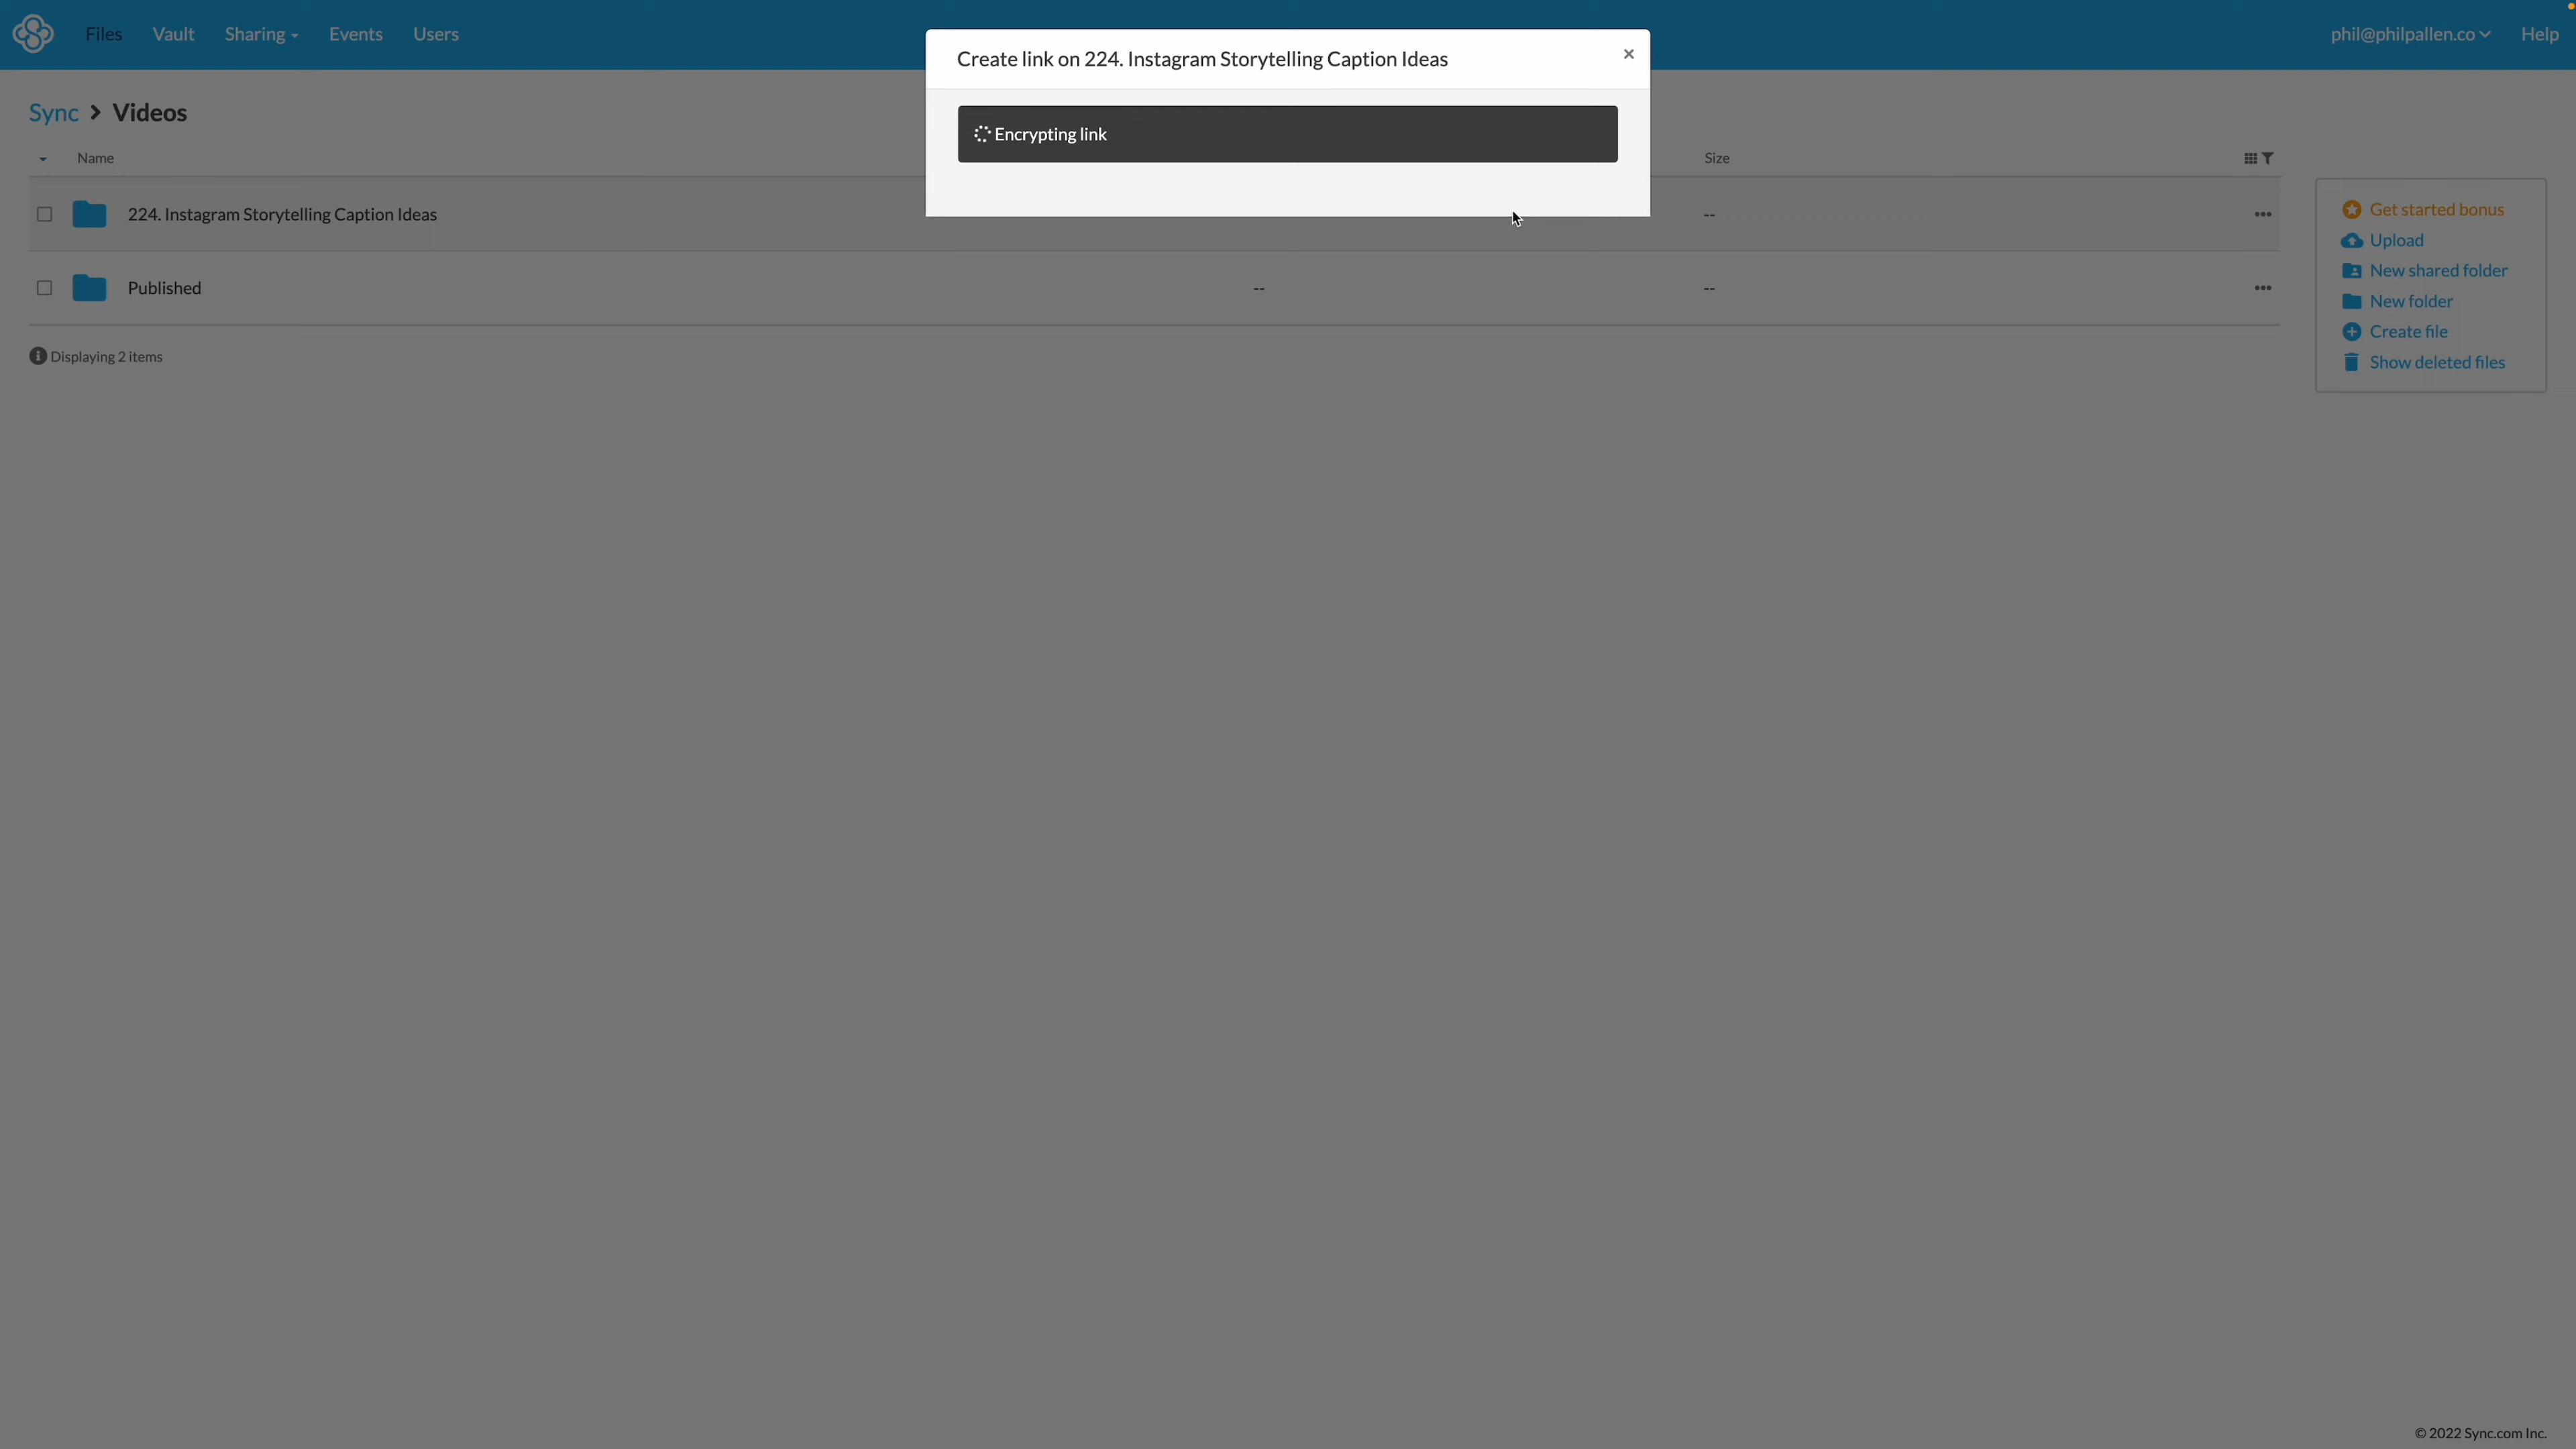 Files Vault Sharing Events Users
phil@philpallen.co Help
Create link on 224. Instagram Storytelling Caption Ideas ×
Encrypting link
Sync > Videos
Name Size
224. Instagram Storytelling Caption Ideas -- •••
Published -- -- •••
Displaying 2 items
Get started bonus
Upload
New shared folder
New folder
Create file
Show deleted files
© 2022 Sync.com Inc.